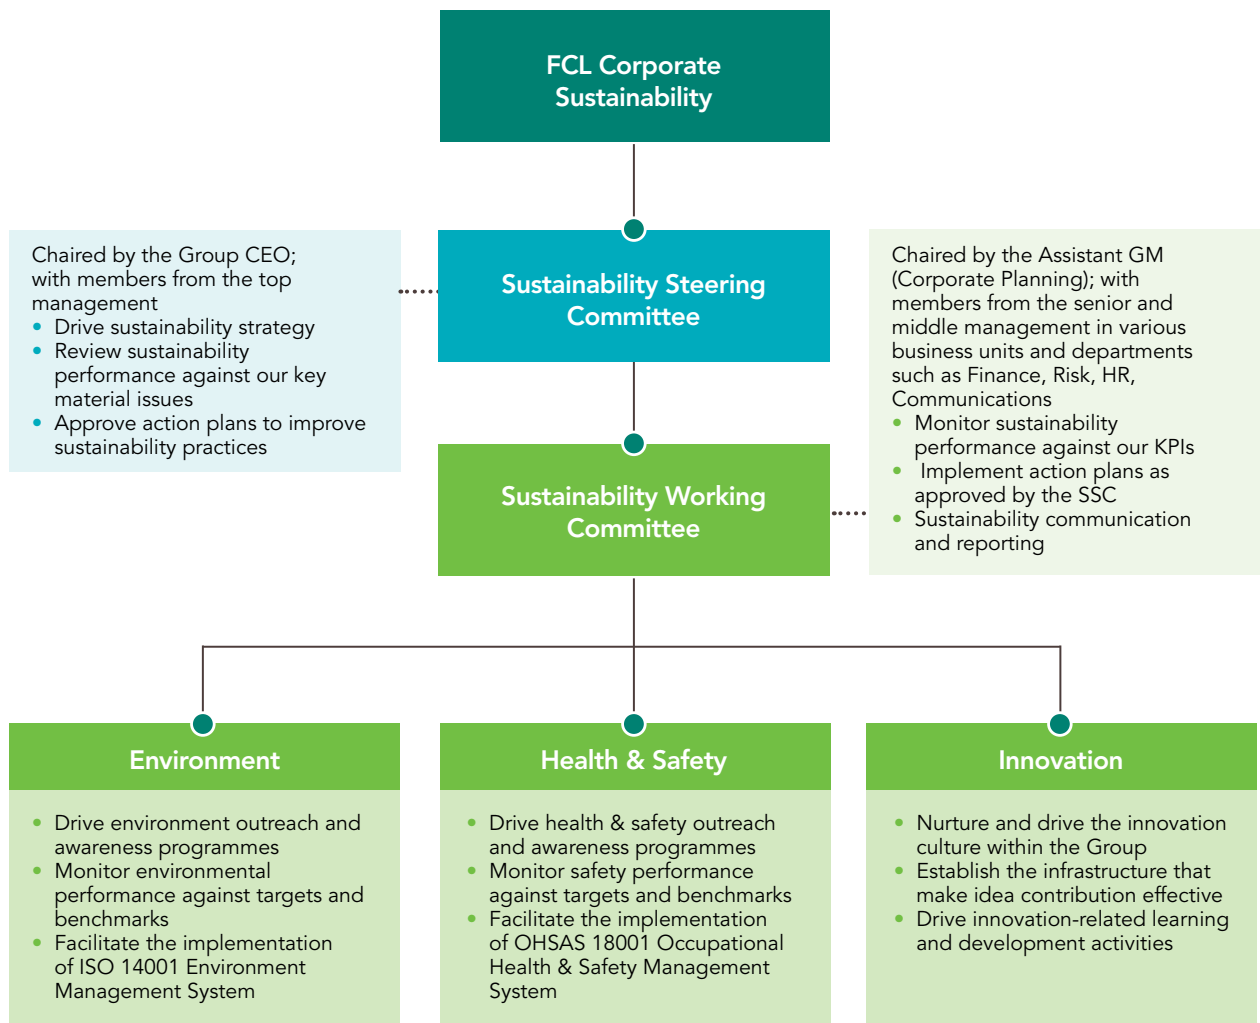 FCL Corporate
Sustainability
Chaired by the Group CEO;
with members from the top
management
• Drive sustainability strategy
• Review sustainability
performance against our key
material issues
• Approve action plans to improve
sustainability practices
Sustainability Steering
Committee
Chaired by the Assistant GM
(Corporate Planning); with
members from the senior and
middle management in various
business units and departments
such as Finance, Risk, HR,
Communications
• Monitor sustainability
performance against our KPIs
• Implement action plans as
approved by the SSC
• Sustainability communication
and reporting
Sustainability Working
Committee
Environment
• Drive environment outreach and
awareness programmes
• Monitor environmental
performance against targets and
benchmarks
• Facilitate the implementation
of ISO 14001 Environment
Management System
Health & Safety
• Drive health & safety outreach
and awareness programmes
• Monitor safety performance
against targets and benchmarks
• Facilitate the implementation
of OHSAS 18001 Occupational
Health & Safety Management
System
Innovation
• Nurture and drive the innovation
culture within the Group
• Establish the infrastructure that
make idea contribution effective
• Drive innovation-related learning
and development activities